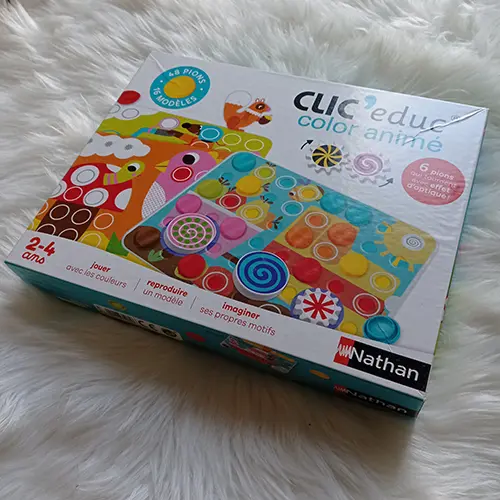 48 PIONS
16 MODÈLES
CLIC'educ
color animé
6 pions
effet
d'optique!
2-4
ans
jouer
avec les couleurs
reproduire
un modèle
imaginer
ses propres motifs
Nathan
Nathan